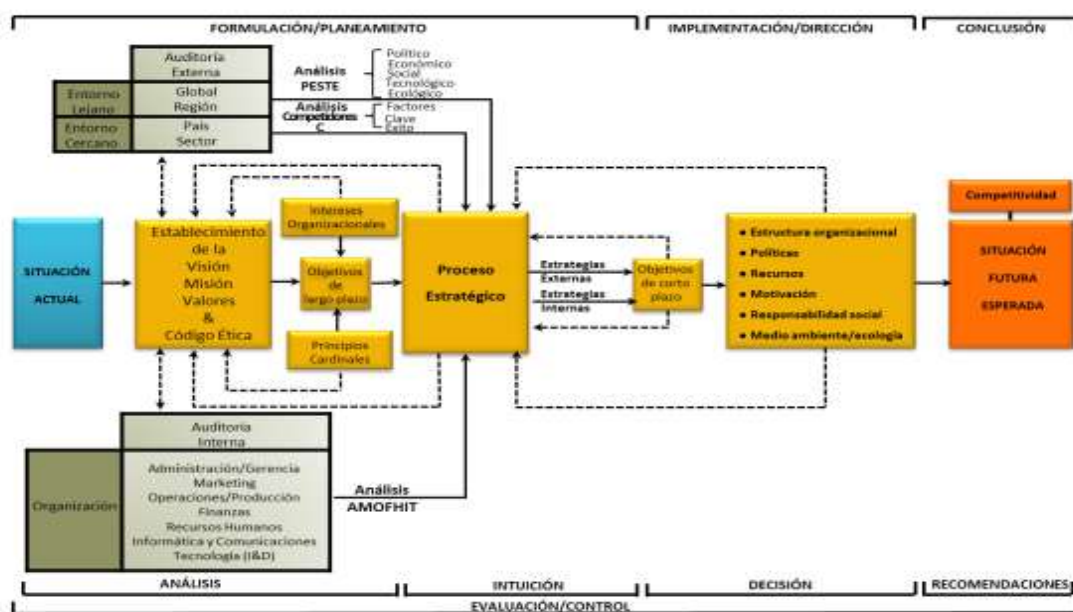 FORMULACIÓN/PLANEAMIENTO
IMPLEMENTACIÓN/DIRECCIÓN
CONCLUSIÓN
Auditoría
Externa
Entorno
Lejano
Global
Región
Entorno
Cercano
País
Sector
Análisis
PESTE
Político
Económico
Social
Tecnológico
Ecológico
Análisis
Competidores
C
Factores
Clave
Éxito
SITUACIÓN
ACTUAL
Establecimiento
de la
Visión
Misión
Valores
&
Código Ética
Intereses
Organizacionales
Objetivos
de
largo plazo
Principios
Cardinales
Proceso
Estratégico
Estrategias
Externas
Estrategias
Internas
Objetivos
de corto
plazo
• Estructura organizacional
• Políticas
• Recursos
• Motivación
• Responsabilidad social
• Medio ambiente/ecología
Competitividad
SITUACIÓN
FUTURA
ESPERADA
Auditoría
Interna
Organización
Administración/Gerencia
Marketing
Operaciones/Producción
Finanzas
Recursos Humanos
Informática y Comunicaciones
Tecnología (I&D)
Análisis
AMOFHIT
ANÁLISIS
INTUICIÓN
DECISIÓN
RECOMENDACIONES
EVALUACIÓN/CONTROL